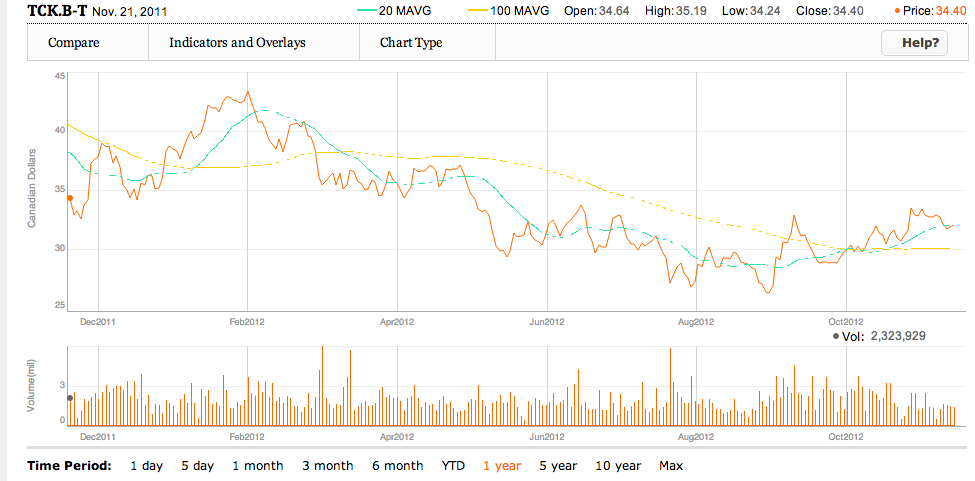 TCK.B-T Nov. 21, 2011 20 MAVG 100 MAVG Open: 34.64 High: 35.19 Low: 34.24 Close: 34.40 Price: 34.40
Compare Indicators and Overlays Chart Type Help?
Canadian Dollars
45
40
35
30
25
Dec2011 Feb2012 Apr2012 Jun2012 Aug2012 Oct2012
Vol: 2,323,929
Volume(mil)
3
0
Dec2011 Feb2012 Apr2012 Jun2012 Aug2012 Oct2012
Time Period: 1 day 5 day 1 month 3 month 6 month YTD 1 year 5 year 10 year Max